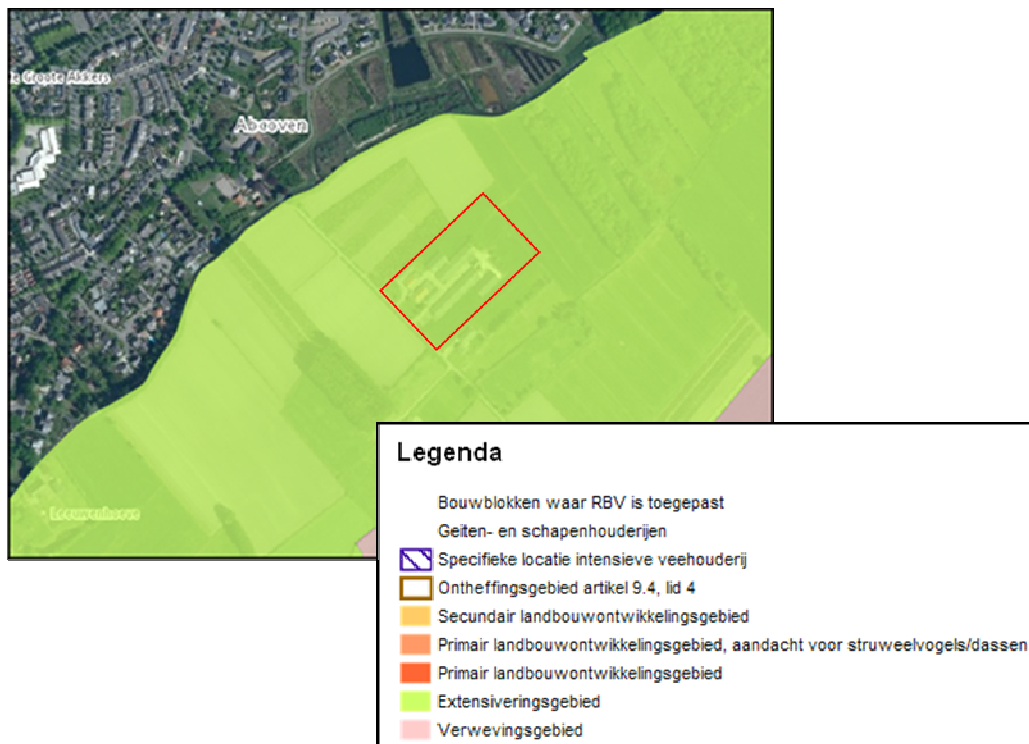 e Groote Akkers
Abooven
Leeuwenhoeve
Legenda
Bouwblokken waar RBV is toegepast
Geiten- en schapenhouderijen
Specifieke locatie intensieve veehouderij
Ontheffingsgebied artikel 9.4, lid 4
Secundair landbouwontwikkelingsgebied
Primair landbouwontwikkelingsgebied, aandacht voor struweelvogels/dassen
Primair landbouwontwikkelingsgebied
Extensiveringsgebied
Verwevingsgebied